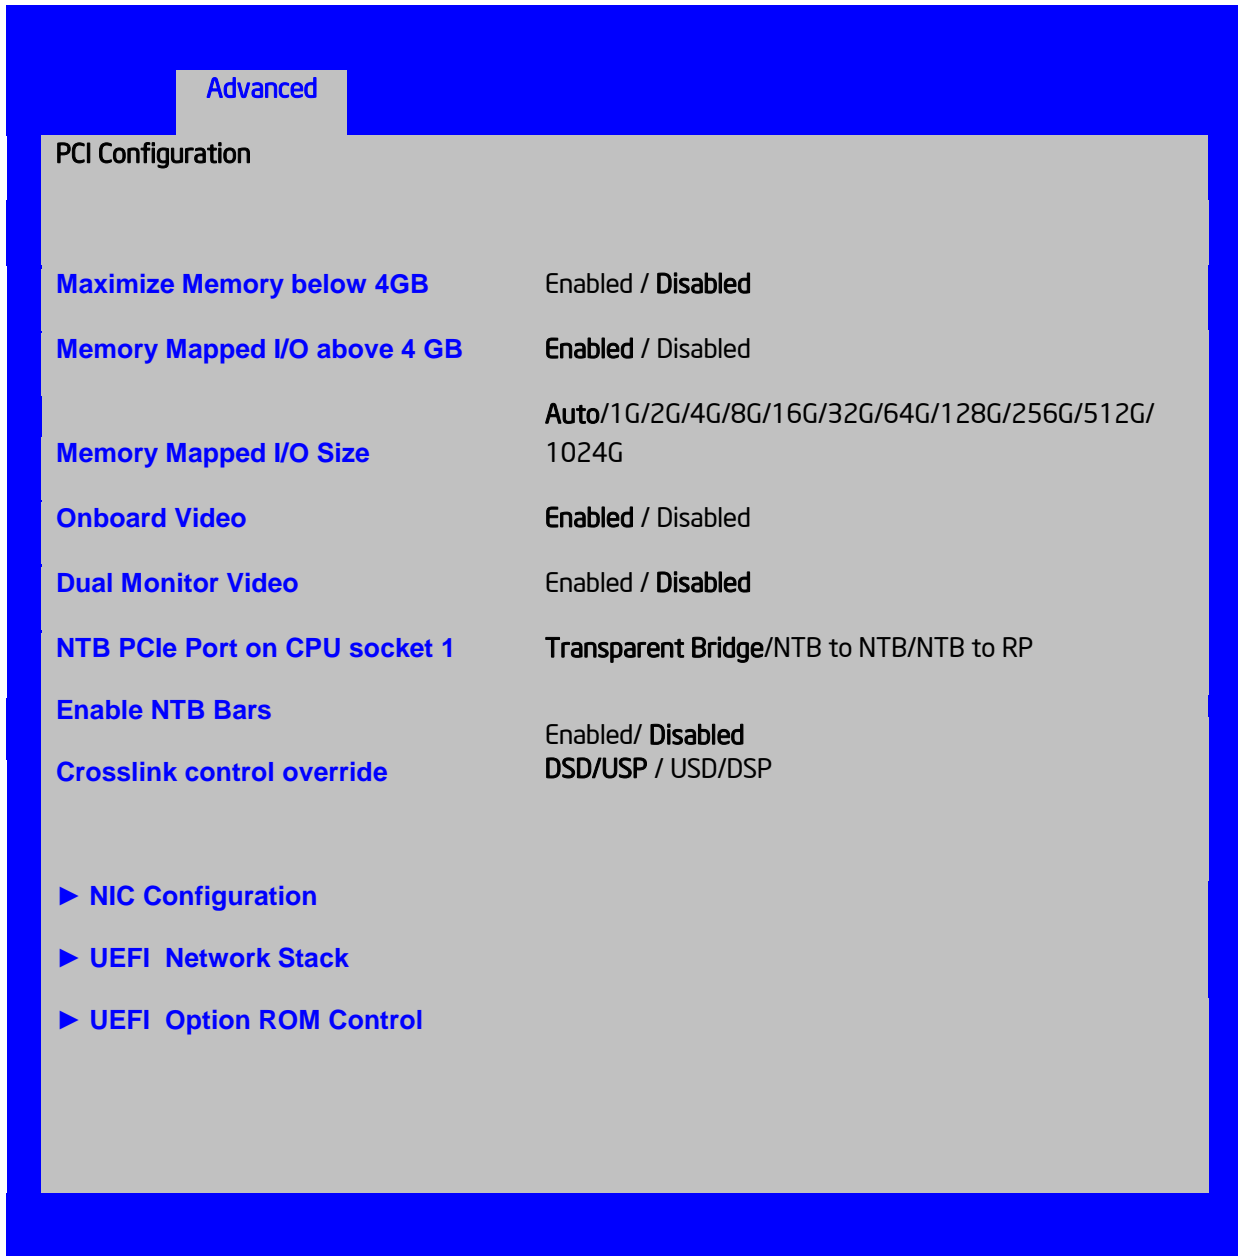 Advanced
PCI Configuration
Maximize Memory below 4GB Enabled / Disabled
Memory Mapped I/O above 4 GB Enabled / Disabled
Auto/1G/2G/4G/8G/16G/32G/64G/128G/256G/512G/
Memory Mapped I/O Size 1024G
Onboard Video Enabled / Disabled
Dual Monitor Video Enabled / Disabled
NTB PCIe Port on CPU socket 1 Transparent Bridge/NTB to NTB/NTB to RP
Enable NTB Bars
Enabled/ Disabled
Crosslink control override DSD/USP / USD/DSP
► NIC Configuration
► UEFI Network Stack
► UEFI Option ROM Control